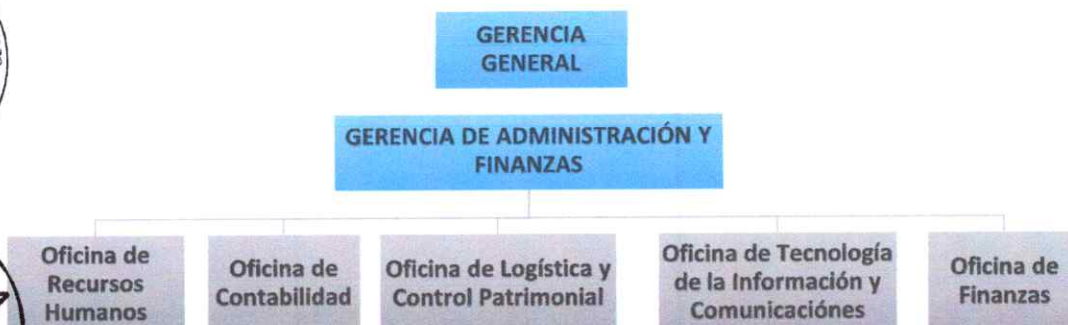 GERENCIA
GENERAL
GERENCIA DE ADMINISTRACIÓN Y
FINANZAS
Oficina de
Recursos
Humanos
Oficina de
Contabilidad
Oficina de Logística y
Control Patrimonial
Oficina de Tecnología
de la Información y
Comunicaciónes
Oficina de
Finanzas